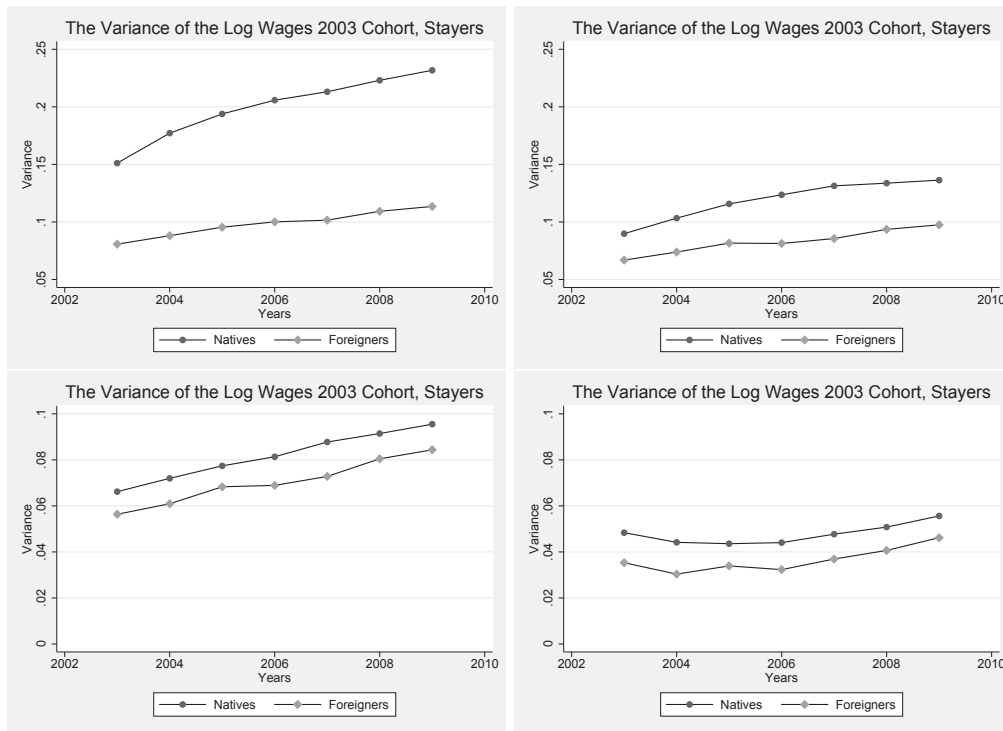 The Variance of the Log Wages 2003 Cohort, Stayers
.25
.2
.15
.1
.05
Variance
2002 2004 2006 2008 2010
Years
Natives Foreigners
The Variance of the Log Wages 2003 Cohort, Stayers
.25
.2
.15
.1
.05
Variance
2002 2004 2006 2008 2010
Years
Natives Foreigners
The Variance of the Log Wages 2003 Cohort, Stayers
.1
.08
.06
.04
.02
0
Variance
2002 2004 2006 2008 2010
Years
Natives Foreigners
The Variance of the Log Wages 2003 Cohort, Stayers
.1
.08
.06
.04
.02
0
Variance
2002 2004 2006 2008 2010
Years
Natives Foreigners